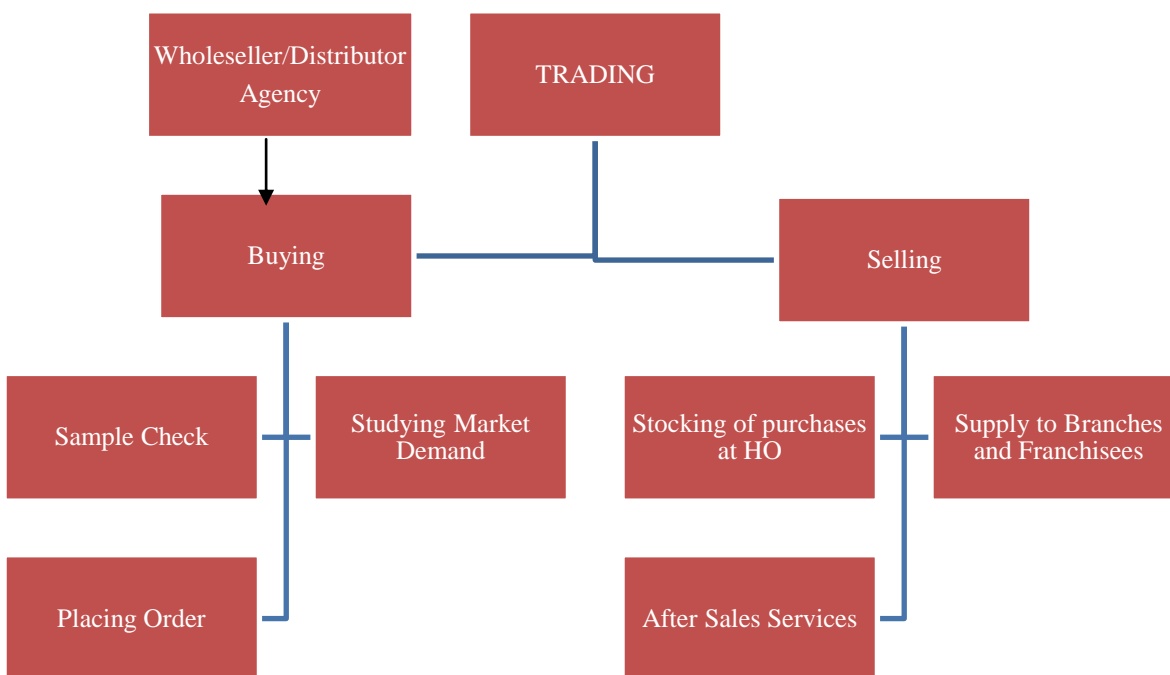 Wholeseller/Distributor
Agency
TRADING
Buying
Selling
Sample Check
Studying Market
Demand
Stocking of purchases
at HO
Supply to Branches
and Franchisees
Placing Order
After Sales Services